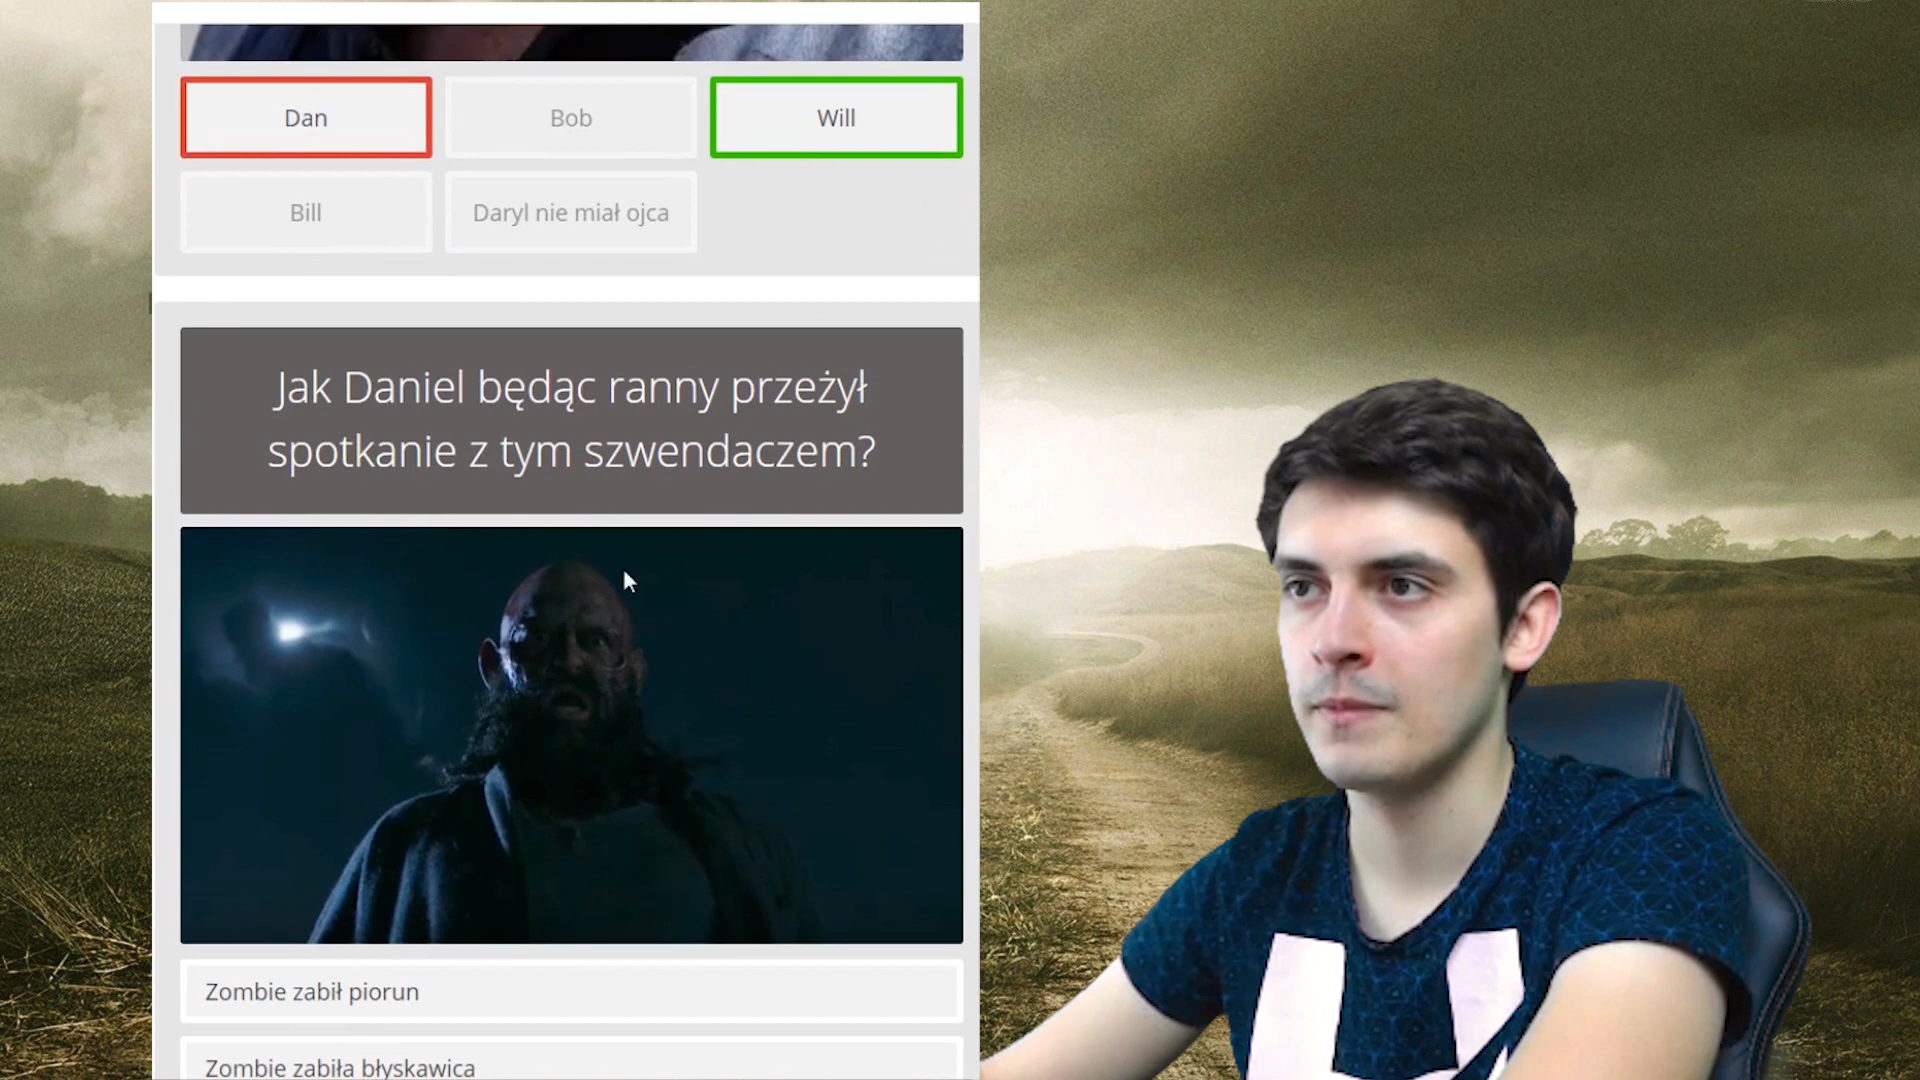 Dan
Bob
Will
Bill
Daryl nie miał ojca
Jak Daniel będąc ranny przeżył
spotkanie z tym szwendaczem?
Zombie zabił piorun
Zombie zabiła błyskawica